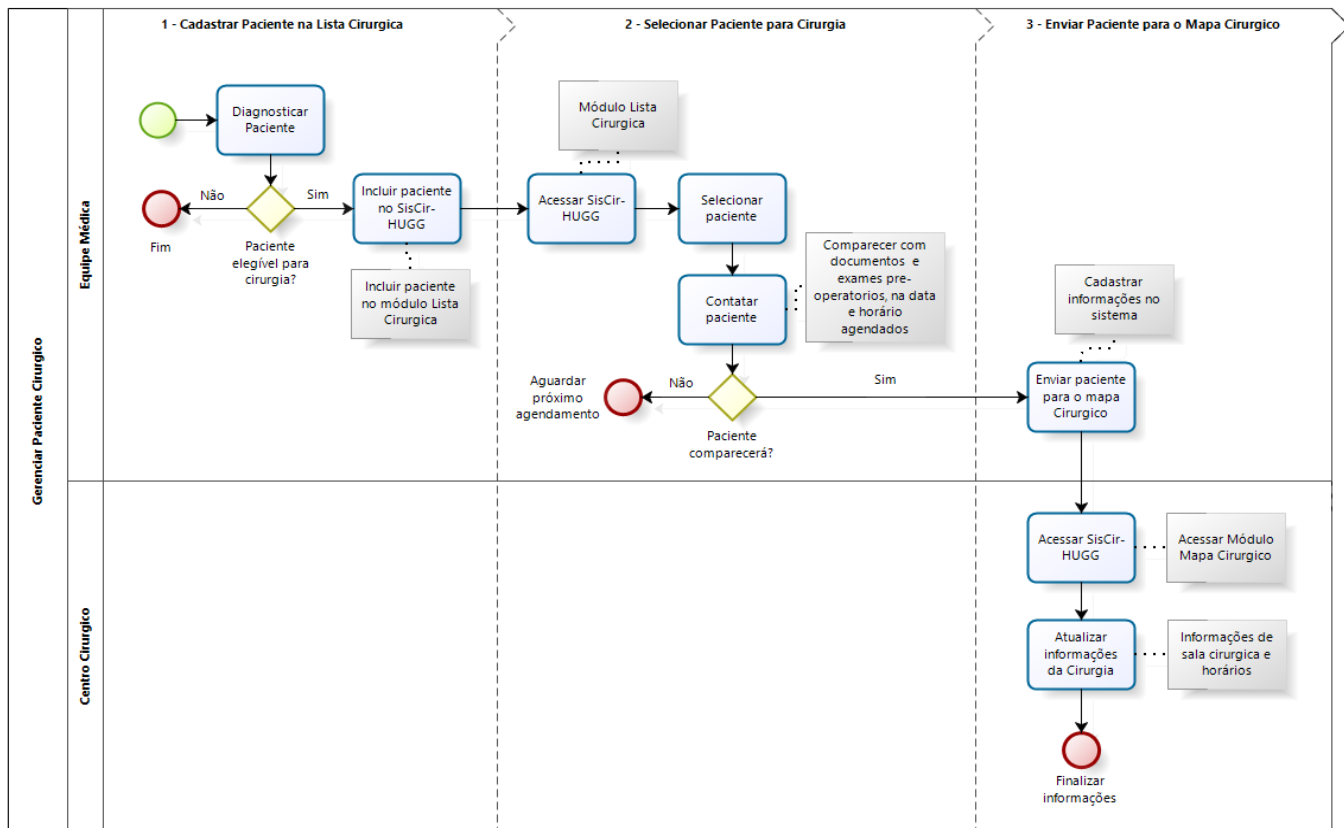 1 - Cadastrar Paciente na Lista Cirurgica
2 - Selecionar Paciente para Cirurgia
3 - Enviar Paciente para o Mapa Cirurgico
Gerenciar Paciente Cirurgico
Equipe Médica
Diagnosticar
Paciente
Não
Sim
Fim
Paciente
elegível para
cirurgia?
Incluir paciente
no SisCir-
HUGG
Incluir paciente
no módulo Lista
Cirurgica
Módulo Lista
Cirurgica
Acessar SisCir-
HUGG
Selecionar
paciente
Contatar
paciente
Comparecer com
documentos e
exames pre-
operatorios, na data
e horário
agendados
Aguardar
próximo
agendamento
Não
Sim
Paciente
comparecerá?
Cadastrar
informações no
sistema
Enviar paciente
para o mapa
Cirurgico
Centro Cirurgico
Acessar SisCir-
HUGG
Acessar Módulo
Mapa Cirurgico
Atualizar
informações
da Cirurgia
Informações de
sala cirurgica e
horários
Finalizar
informações